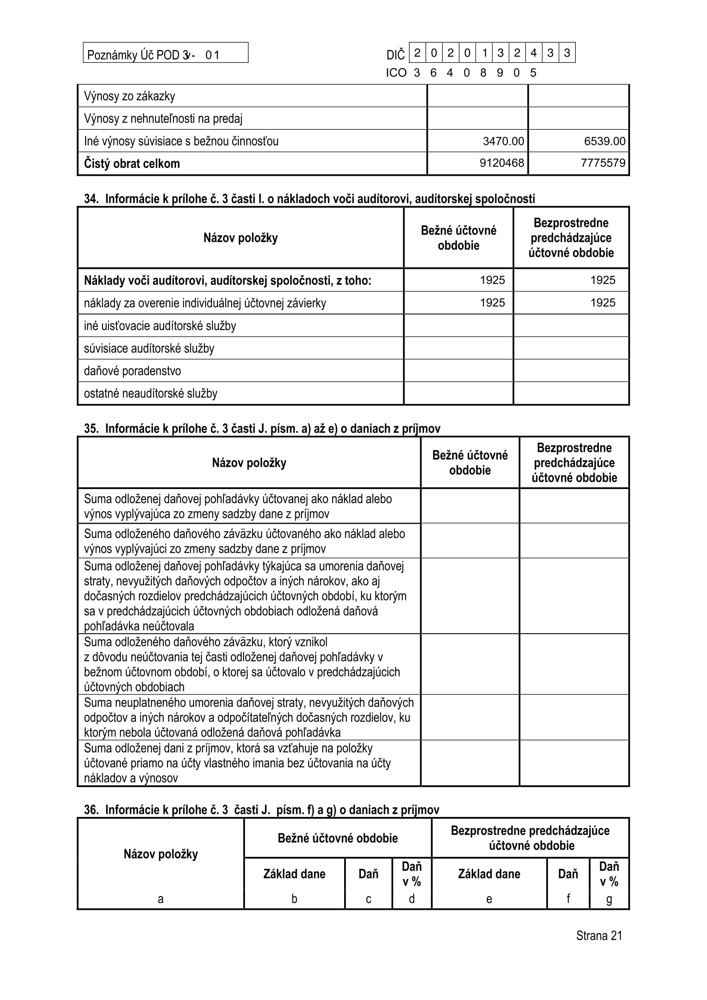 Poznámky Úč POD 3v- 01
DIČ 2 0 2 0 1 3 2 4 3 3
ICO 3 6 4 0 8 9 0 5
Výnosy zo zákazky
Výnosy z nehnuteľnosti na predaj
Iné výnosy súvisiace s bežnou činnosťou 3470.00 6539.00
Čistý obrat celkom 9120468 7775579
34. Informácie k prílohe č. 3 časti I. o nákladoch voči audítorovi, audítorskej spoločnosti
Názov položky
Bežné účtovné
obdobie
Bezprostredne
predchádzajúce
účtovné obdobie
Náklady voči audítorovi, audítorskej spoločnosti, z toho: 1925 1925
náklady za overenie individuálnej účtovnej závierky 1925 1925
iné uisťovacie audítorské služby
súvisiace audítorské služby
daňové poradenstvo
ostatné neaudítorské služby
35. Informácie k prílohe č. 3 časti J. písm. a) až e) o daniach z príjmov
Názov položky
Bežné účtovné
obdobie
Bezprostredne
predchádzajúce
účtovné obdobie
Suma odloženej daňovej pohľadávky účtovanej ako náklad alebo
výnos vyplývajúca zo zmeny sadzby dane z príjmov
Suma odloženého daňového záväzku účtovaného ako náklad alebo
výnos vyplývajúci zo zmeny sadzby dane z príjmov
Suma odloženej daňovej pohľadávky týkajúca sa umorenia daňovej
straty, nevyužitých daňových odpočtov a iných nárokov, ako aj
dočasných rozdielov predchádzajúcich účtovných období, ku ktorým
sa v predchádzajúcich účtovných obdobiach odložená daňová
pohľadávka neúčtovala
Suma odloženého daňového záväzku, ktorý vznikol
z dôvodu neúčtovania tej časti odloženej daňovej pohľadávky v
bežnom účtovnom období, o ktorej sa účtovalo v predchádzajúcich
účtovných obdobiach
Suma neuplatneného umorenia daňovej straty, nevyužitých daňových
odpočtov a iných nárokov a odpočítateľných dočasných rozdielov, ku
ktorým nebola účtovaná odložená daňová pohľadávka
Suma odloženej dani z príjmov, ktorá sa vzťahuje na položky
účtované priamo na účty vlastného imania bez účtovania na účty
nákladov a výnosov
36. Informácie k prílohe č. 3 časti J. písm. f) a g) o daniach z príjmov
Názov položky
Bežné účtovné obdobie
Bezprostredne predchádzajúce
účtovné obdobie
Základ dane Daň Daň
v % Základ dane Daň Daň
v %
a b c d e f g
Strana 21